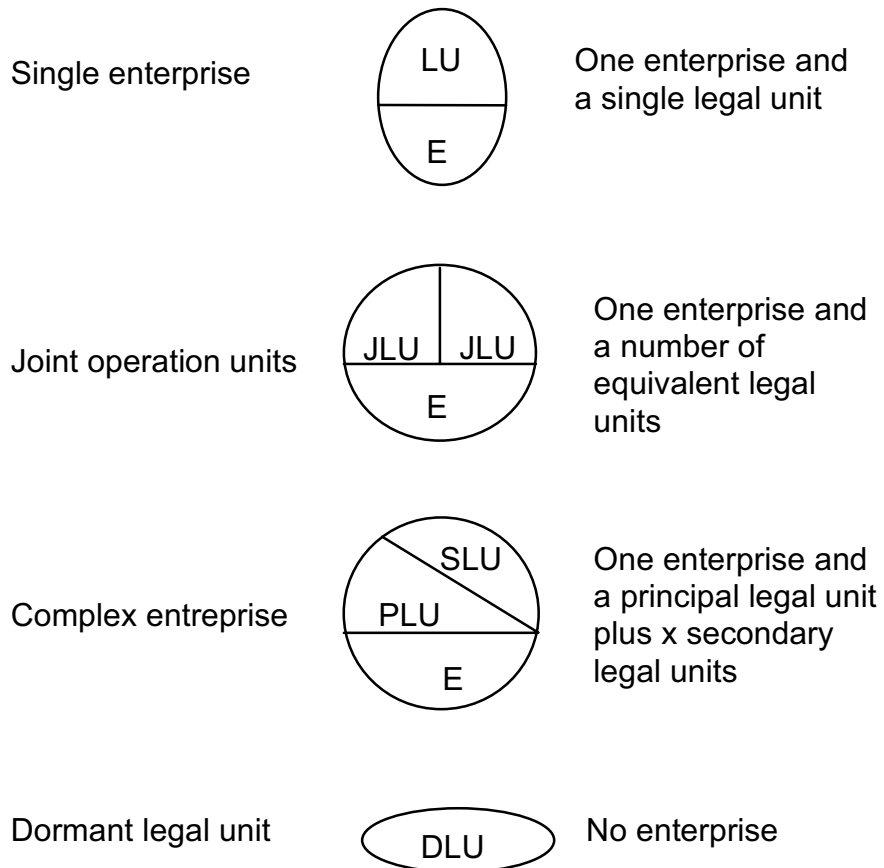 Single enterprise
LU
E
One enterprise and
a single legal unit
Joint operation units
JLU JLU
E
One enterprise and
a number of
equivalent legal
units
Complex entreprise
SLU
PLU
E
One enterprise and
a principal legal unit
plus x secondary
legal units
Dormant legal unit
DLU
No enterprise